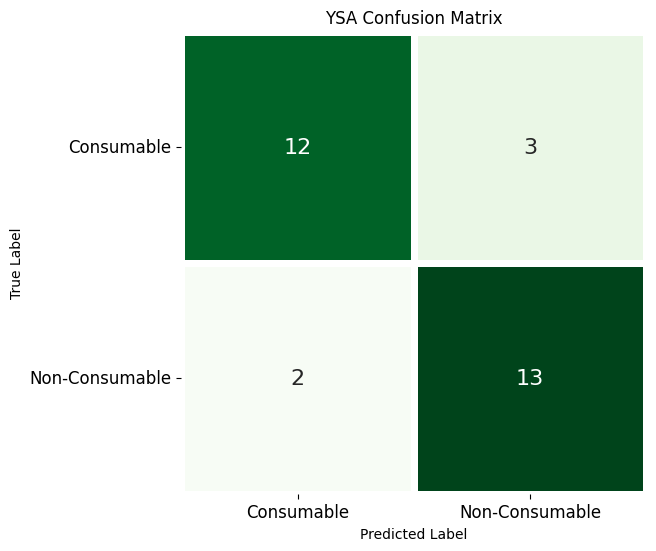 YSA Confusion Matrix
True Label
Consumable
12
3
Non-Consumable
2
13
Consumable
Non-Consumable
Predicted Label